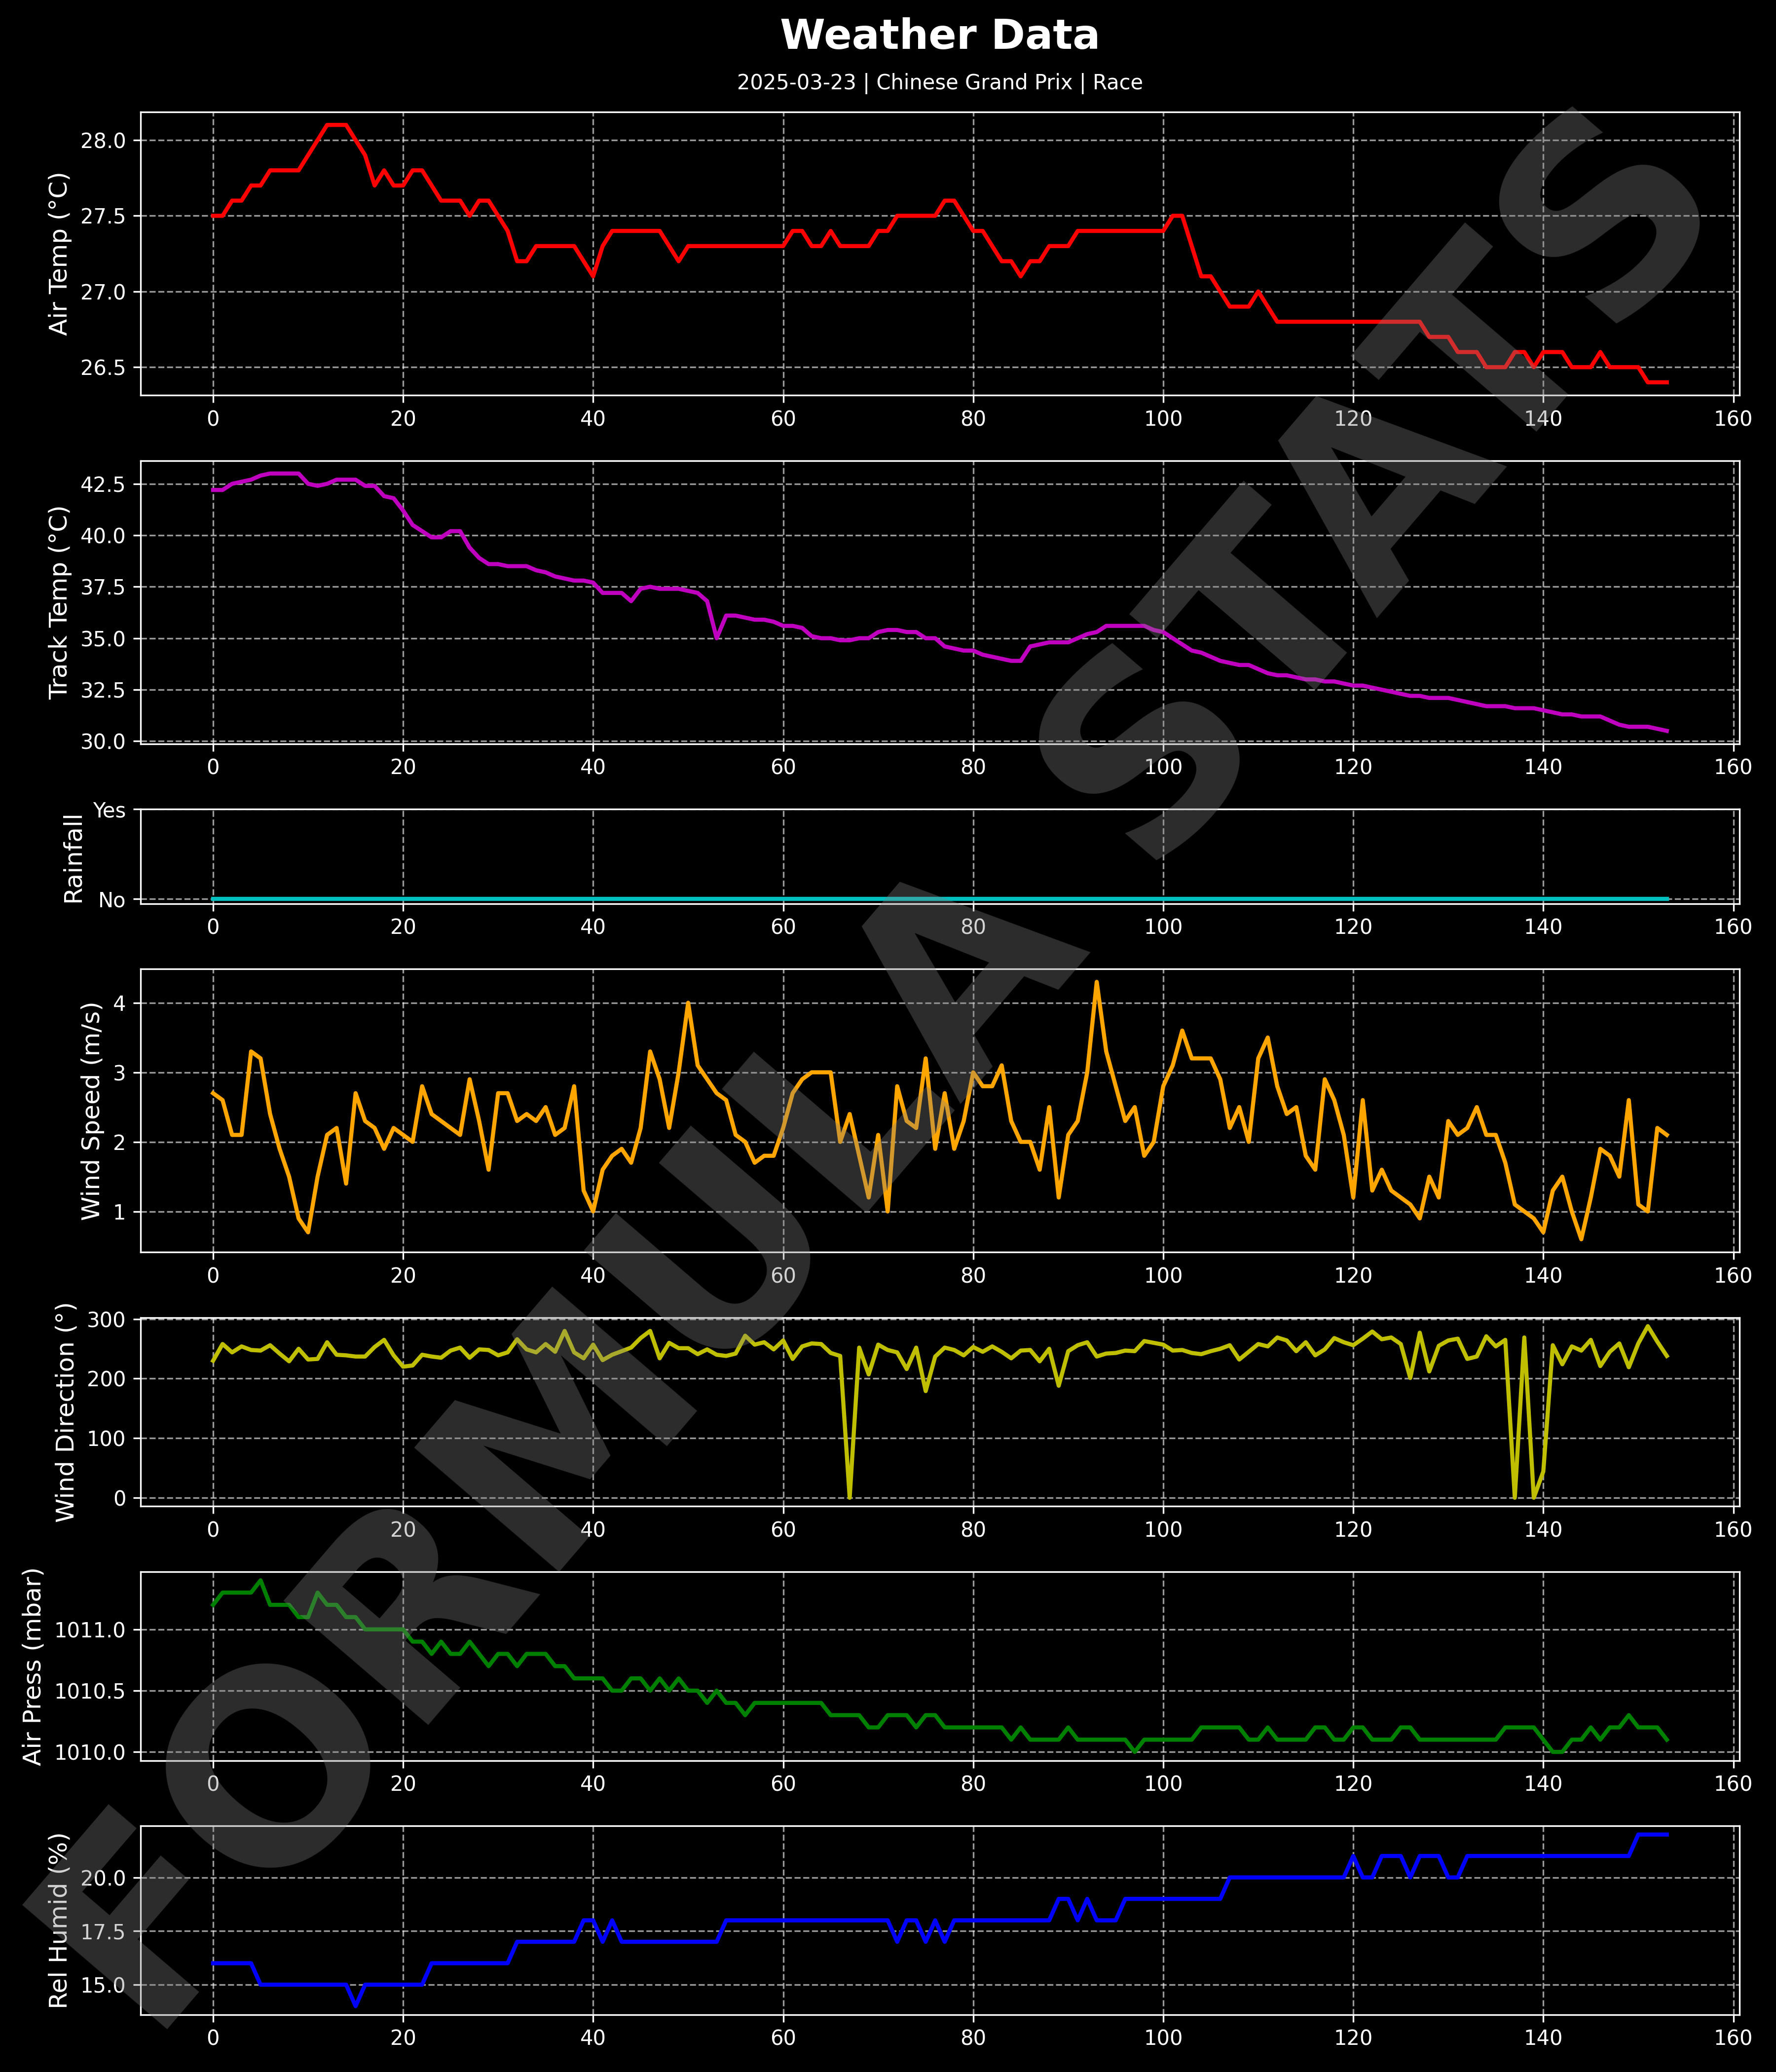 Weather Data
2025-03-23 | Chinese Grand Prix | Race
Air Temp (°C)
28.0
27.5
27.0
26.5
0 20 40 60 80 100 120 140 160
Track Temp (°C)
42.5
40.0
37.5
35.0
32.5
30.0
0 20 40 60 80 100 120 140 160
Rainfall
Yes
No
0 20 40 60 80 100 120 140 160
Wind Speed (m/s)
4
3
2
1
0 20 40 60 80 100 120 140 160
Wind Direction (°)
300
200
100
0
0 20 40 60 80 100 120 140 160
Air Press (mbar)
1011.0
1010.5
1010.0
0 20 40 60 80 100 120 140 160
Rel Humid (%)
20.0
17.5
15.0
0 20 40 60 80 100 120 140 160
FORMULA STATS